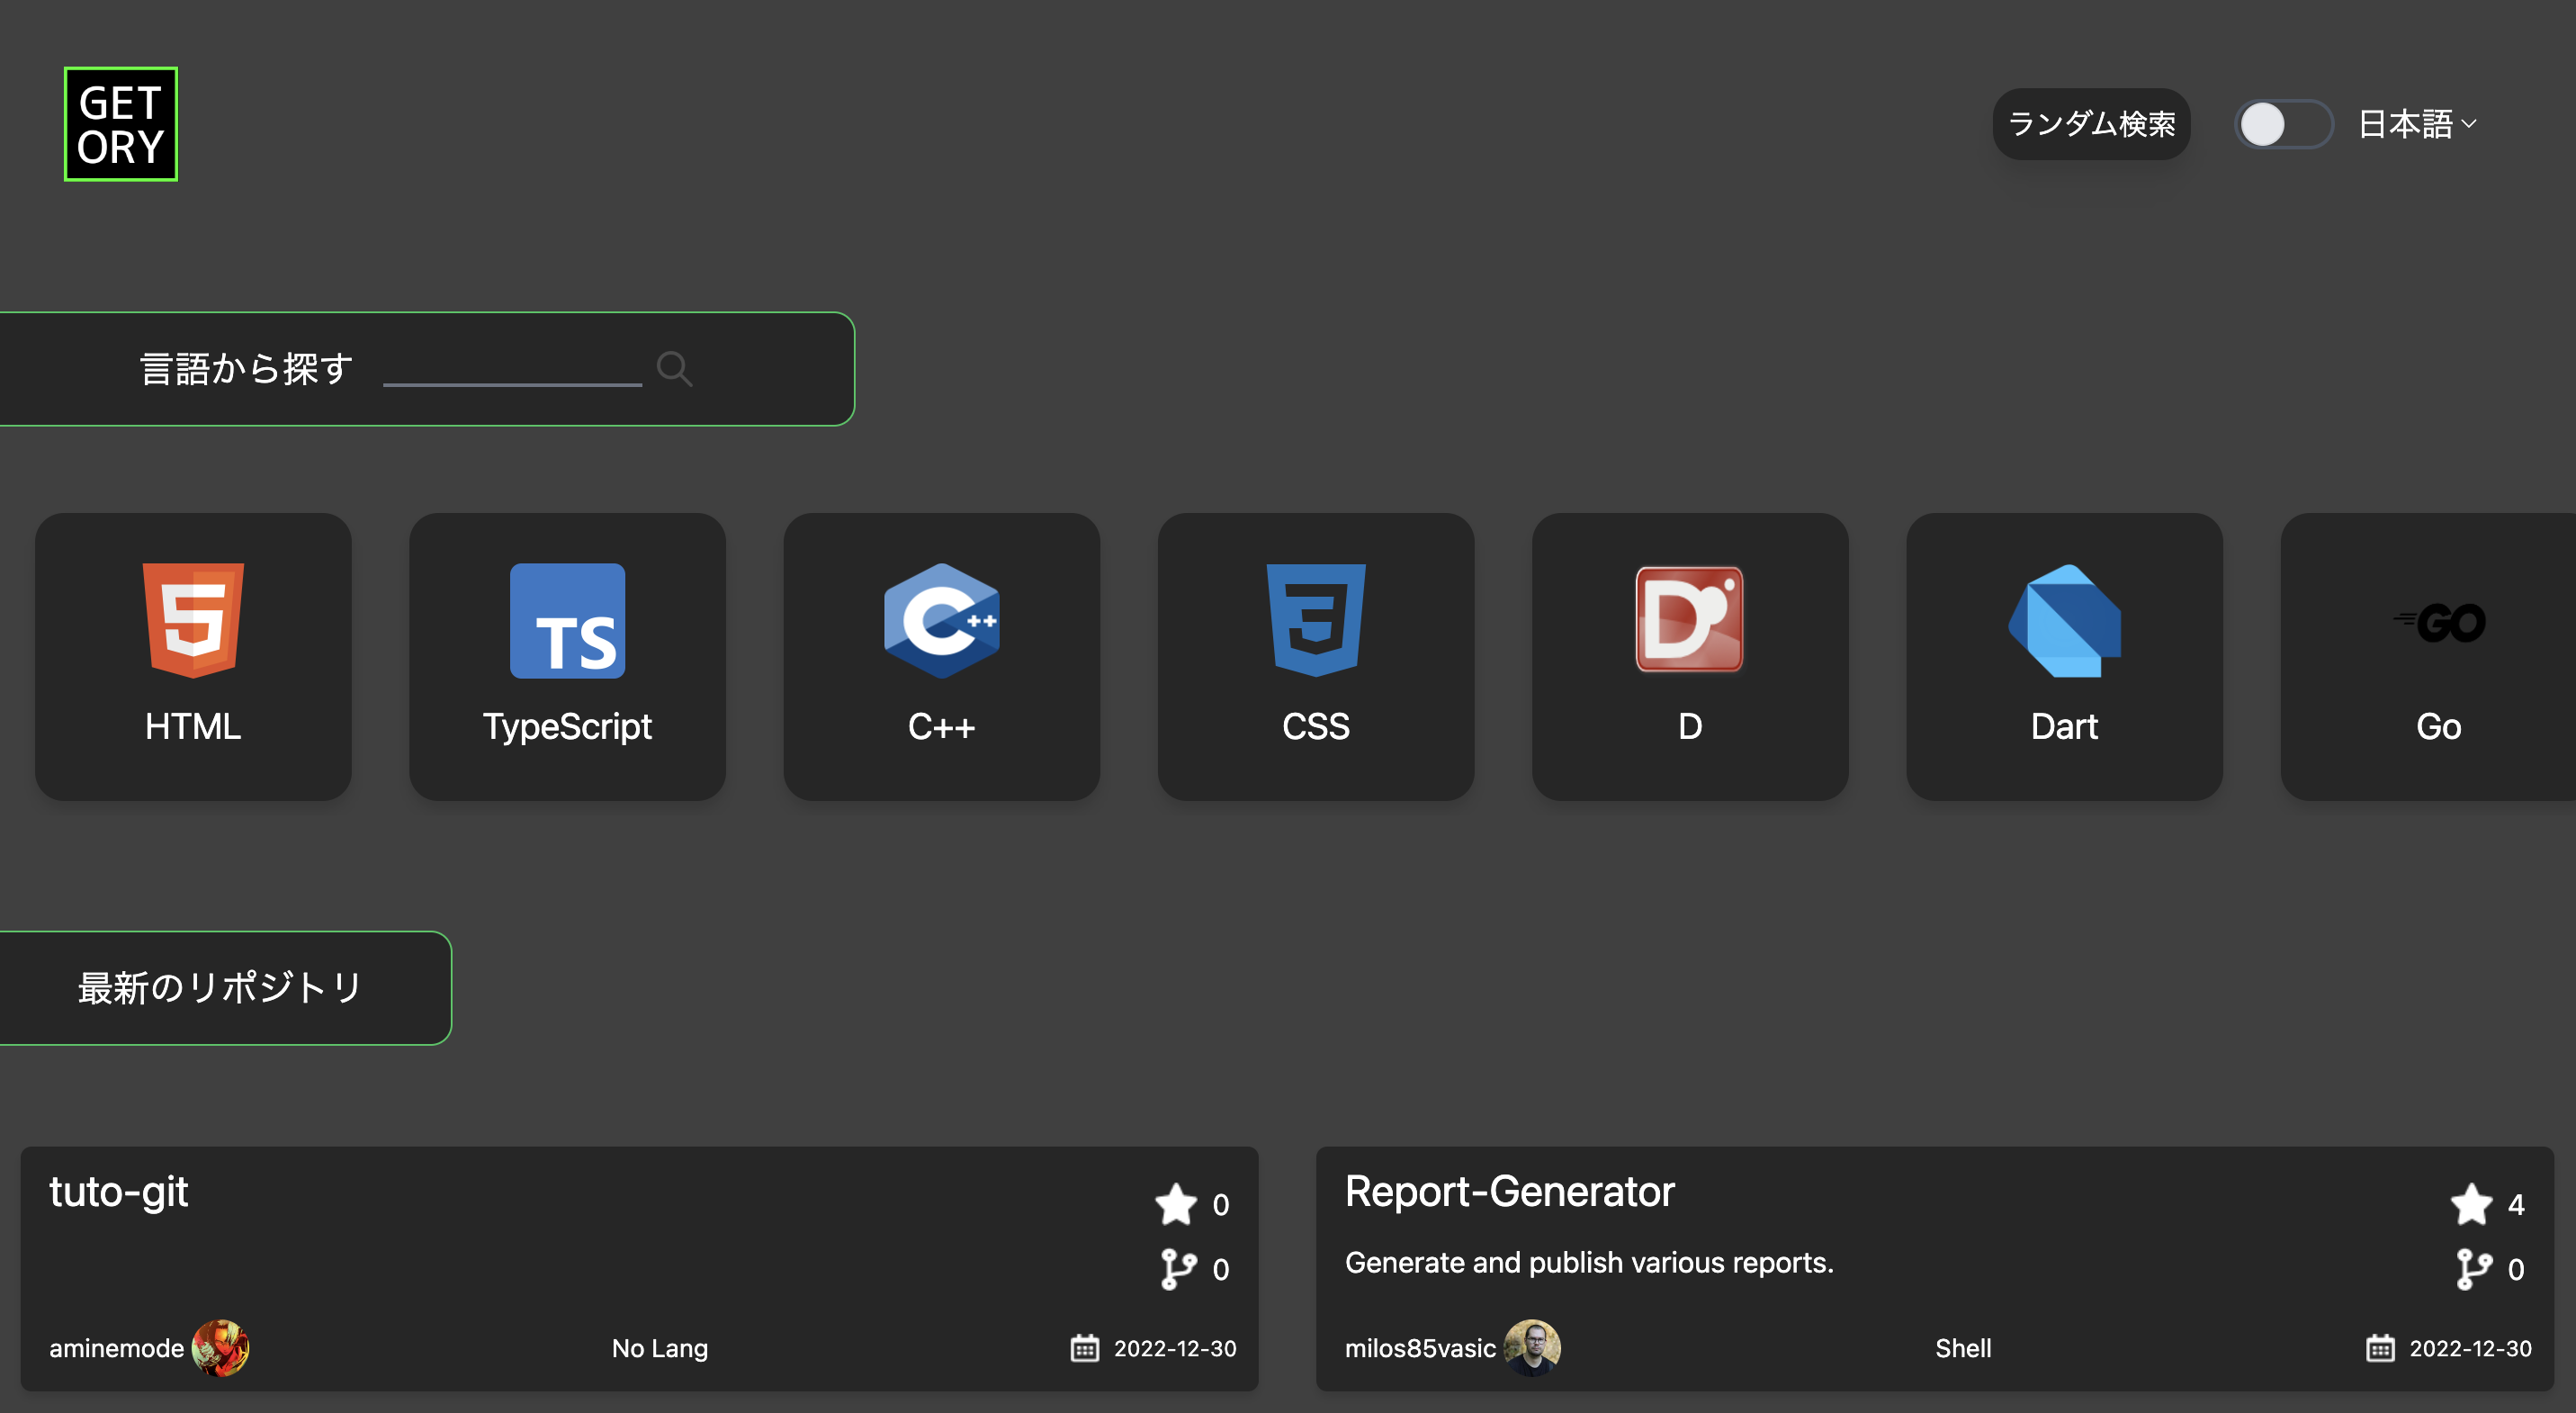 GET
ORY
ランダム検索
日本語
言語から探す
TS
C++
D
GO
HTML
TypeScript
C++
CSS
D
Dart
Go
最新のリポジトリ
tuto-git
0
0
aminemode
No Lang
2022-12-30
Report-Generator
4
Generate and publish various reports.
0
milos85vasic
Shell
2022-12-30